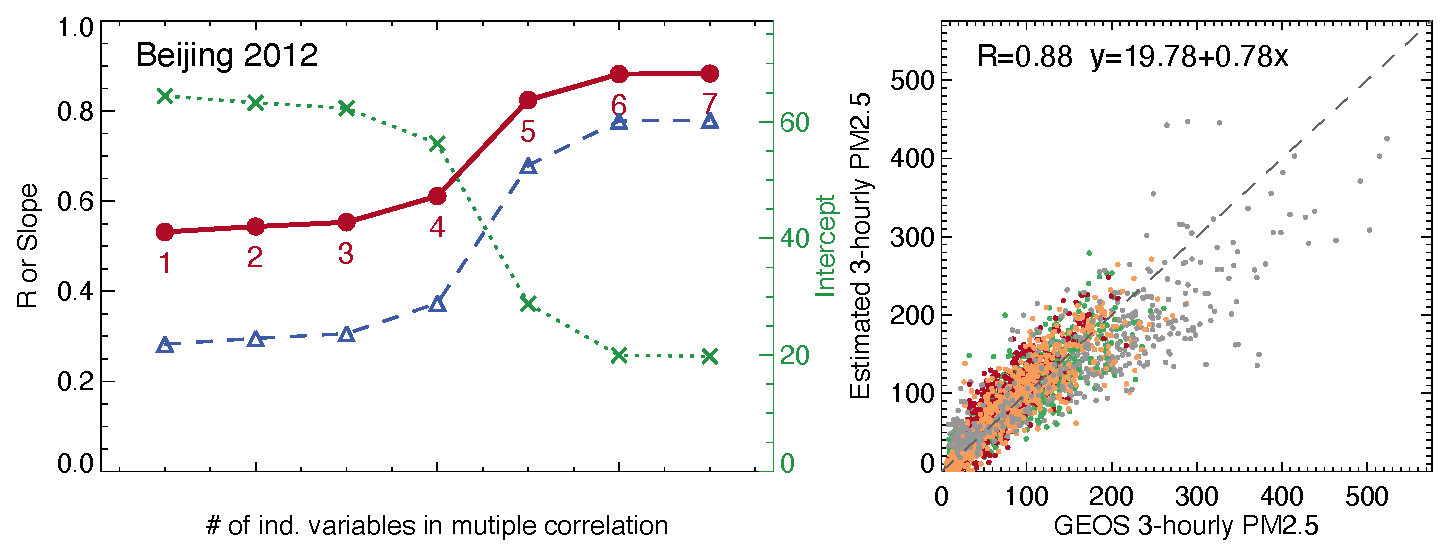 Beijing 2012
R or Slope
1.0
0.8
0.6
0.4
0.2
0.0
1
2
3
4
5
6
7
60
40
20
0
Intercept
# of ind. variables in mutiple correlation
R=0.88 y=19.78+0.78x
Estimated 3-hourly PM2.5
500
400
300
200
100
0
0 100 200 300 400 500
GEOS 3-hourly PM2.5